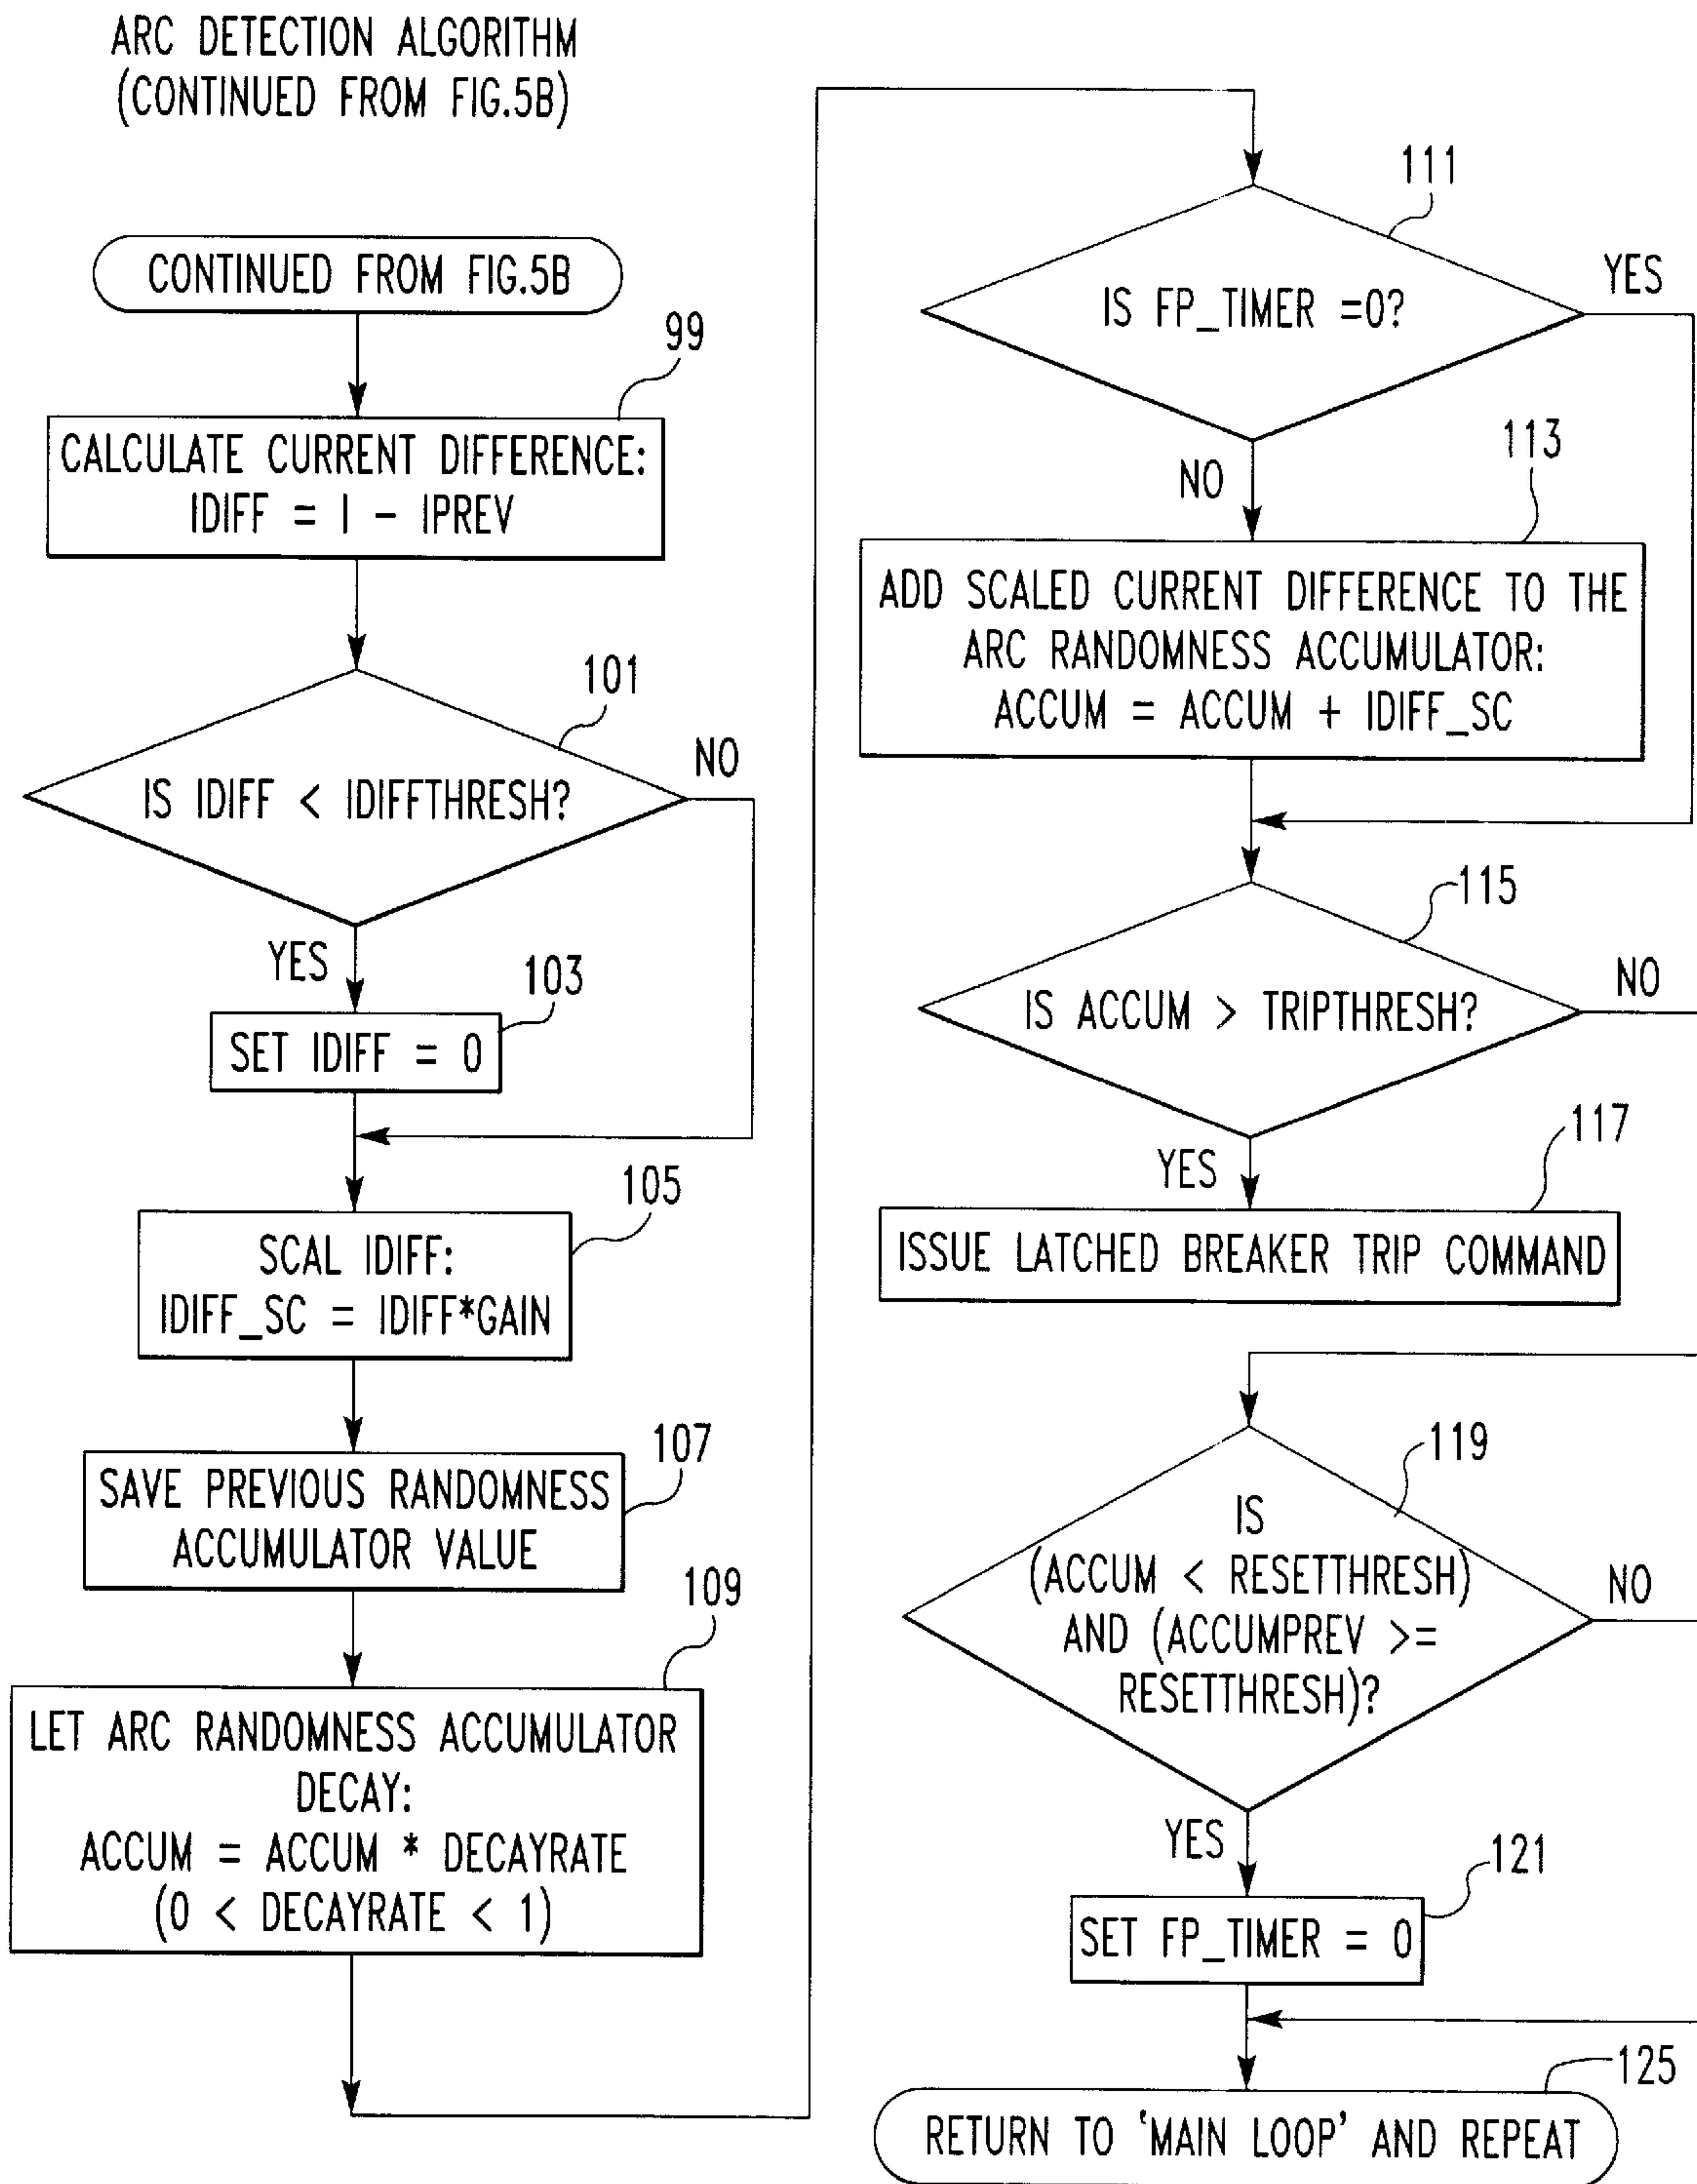 ARC DETECTION ALGORITHM
(CONTINUED FROM FIG.5B)
CONTINUED FROM FIG.5B
99
CALCULATE CURRENT DIFFERENCE:
IDIFF = I - IPREV
101
IS IDIFF < IDIFFTHRESH?
NO
YES
103
SET IDIFF = 0
105
SCAL IDIFF:
IDIFF_SC = IDIFF*GAIN
107
SAVE PREVIOUS RANDOMNESS
ACCUMULATOR VALUE
109
LET ARC RANDOMNESS ACCUMULATOR
DECAY:
ACCUM = ACCUM * DECAYRATE
(0 < DECAYRATE < 1)
111
IS FP_TIMER =0?
YES
NO
113
ADD SCALED CURRENT DIFFERENCE TO THE
ARC RANDOMNESS ACCUMULATOR:
ACCUM = ACCUM + IDIFF_SC
115
IS ACCUM > TRIPTHRESH?
NO
YES
117
ISSUE LATCHED BREAKER TRIP COMMAND
119
IS
(ACCUM < RESETTHRESH)
AND (ACCUMPREV >=
RESETTHRESH)?
NO
YES
121
SET FP_TIMER = 0
125
RETURN TO 'MAIN LOOP' AND REPEAT